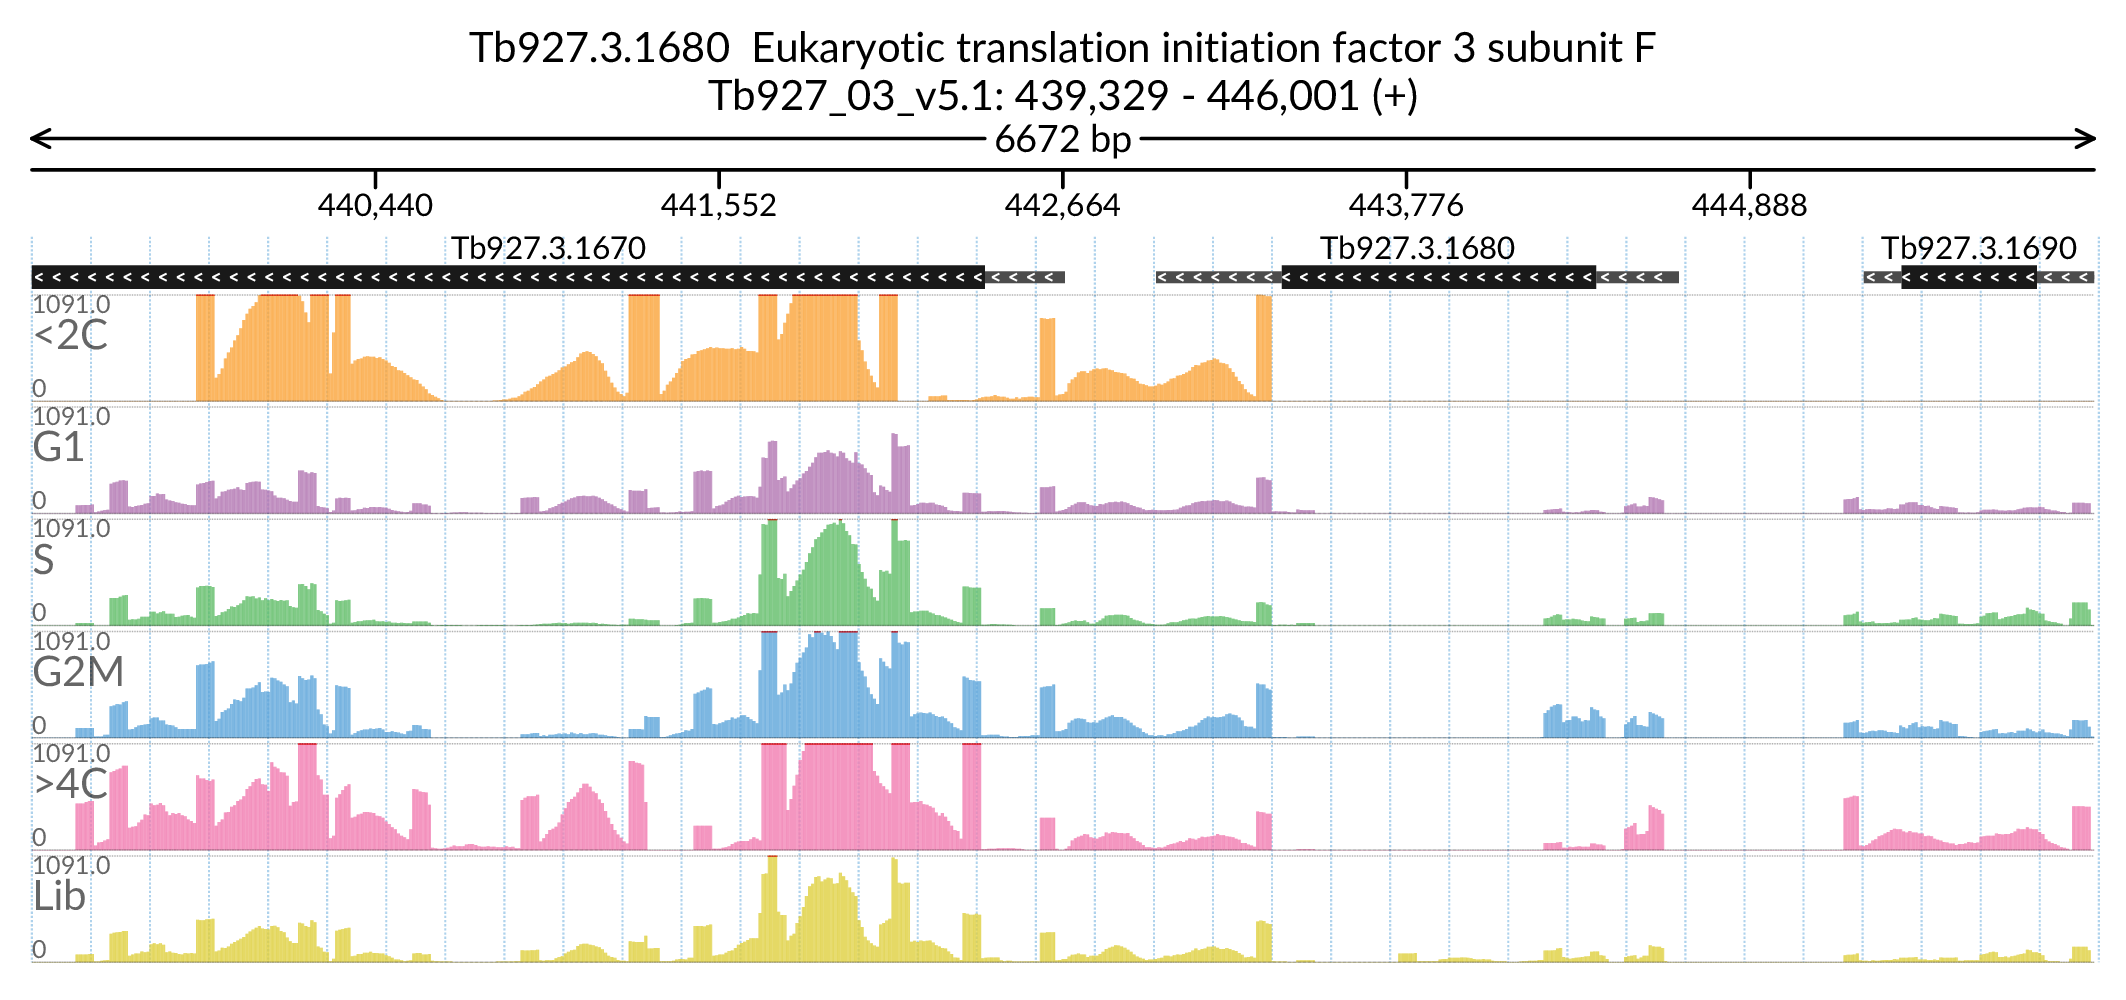 Tb927.3.1680  Eukaryotic translation initiation factor 3 subunit F
Tb927_03_v5.1: 439,329 - 446,001 (+)
6672 bp
440,440 441,552 442,664 443,776 444,888
Tb927.3.1670 Tb927.3.1680 Tb927.3.1690
1091.0
<2C
0
1091.0
G1
0
1091.0
S
0
1091.0
G2M
0
1091.0
>4C
0
1091.0
Lib
0